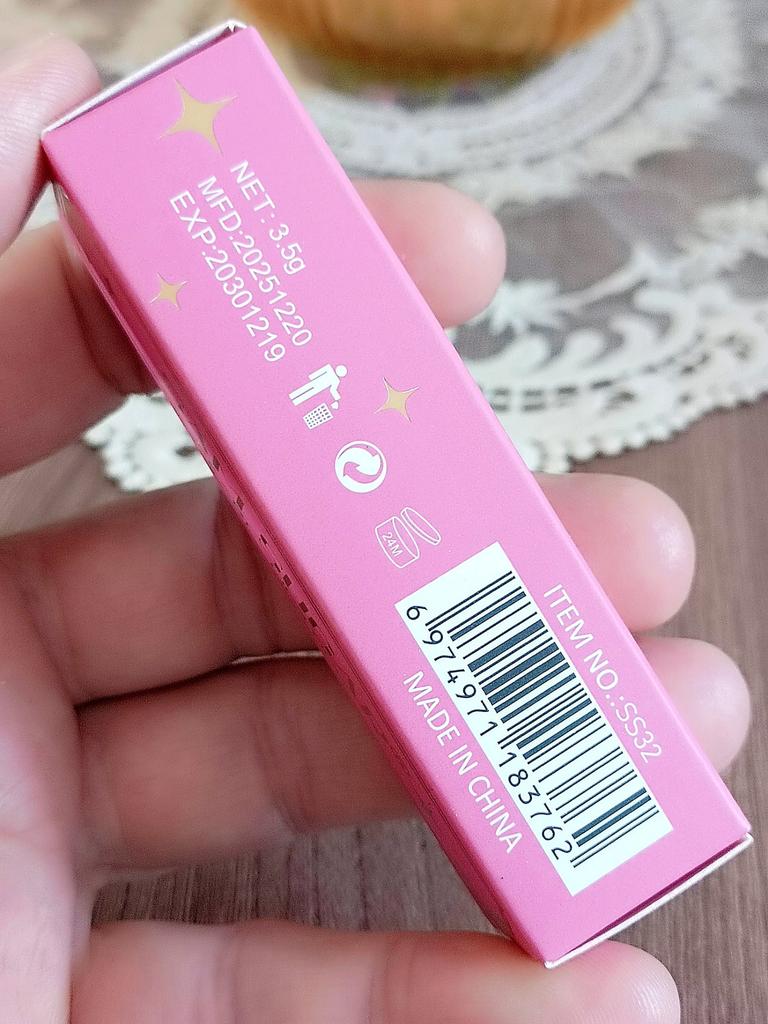 NET: 3.5g
MFD:20251220
EXP:20301219
24M
ITEM NO.:SS32
6 974971 183762
MADE IN CHINA